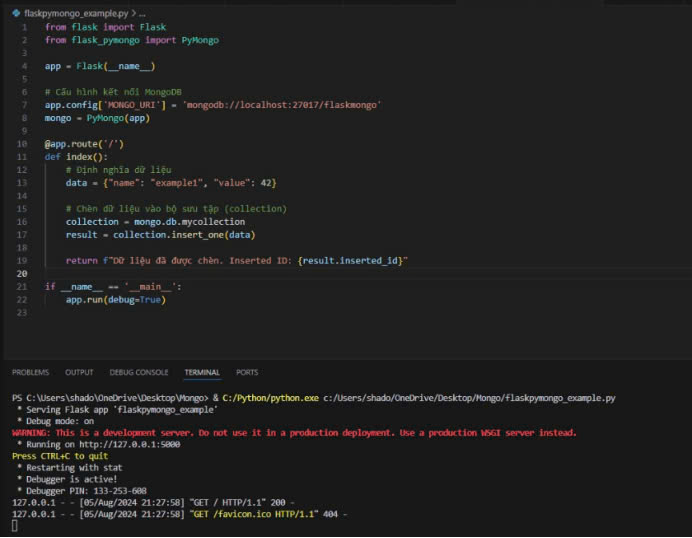 flaskpymongo_example.py > ...
1 from flask import Flask
2 from flask_pymongo import PyMongo
3
4 app = Flask(__name__)
5
6 # Cấu hình kết nối MongoDB
7 app.config['MONGO_URI'] = 'mongodb://localhost:27017/flaskmongo'
8 mongo = PyMongo(app)
9
10 @app.route('/')
11 def index():
12     # Định nghĩa dữ liệu
13     data = {"name": "example1", "value": 42}
14
15     # Chèn dữ liệu vào bộ sưu tập (collection)
16     collection = mongo.db.mycollection
17     result = collection.insert_one(data)
18
19     return f"Dữ liệu đã được chèn. Inserted ID: {result.inserted_id}"
20
21 if __name__ == '__main__':
22     app.run(debug=True)
23
PROBLEMS OUTPUT DEBUG CONSOLE TERMINAL PORTS
PS C:\Users\shado\OneDrive\Desktop\Mongo> & C:/Python/python.exe c:/Users/shado/OneDrive/Desktop/Mongo/flaskpymongo_example.py
 * Serving Flask app 'flaskpymongo_example'
 * Debug mode: on
WARNING: This is a development server. Do not use it in a production deployment. Use a production WSGI server instead.
 * Running on http://127.0.0.1:5000
Press CTRL+C to quit
 * Restarting with stat
 * Debugger is active!
 * Debugger PIN: 133-253-608
127.0.0.1 - - [05/Aug/2024 21:27:58] "GET / HTTP/1.1" 200 -
127.0.0.1 - - [05/Aug/2024 21:27:58] "GET /favicon.ico HTTP/1.1" 404 -